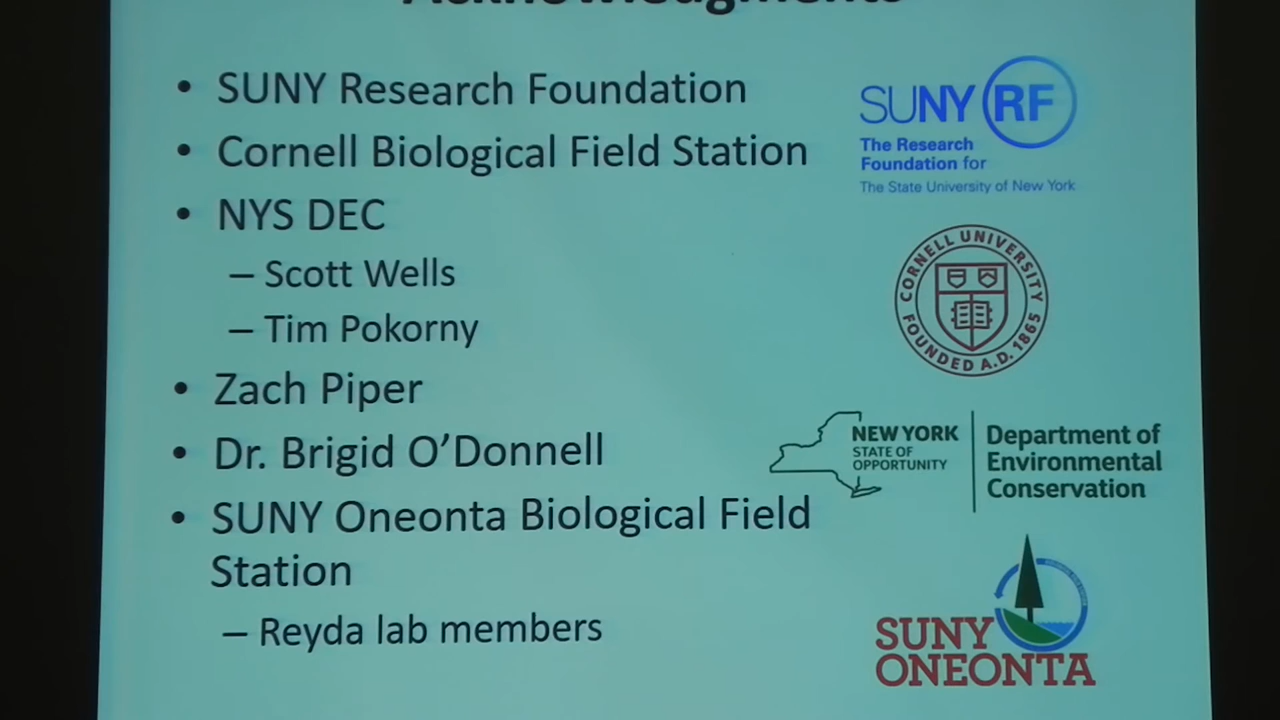 Acknowledgments
• SUNY Research Foundation
• Cornell Biological Field Station
• NYS DEC
– Scott Wells
– Tim Pokorny
• Zach Piper
• Dr. Brigid O’Donnell
• SUNY Oneonta Biological Field
Station
– Reyda lab members
SUNY RF
The Research
Foundation for
The State University of New York
CORNELL UNIVERSITY
FOUNDED A.D. 1865
NEW YORK
STATE OF
OPPORTUNITY
Department of
Environmental
Conservation
SUNY
ONEONTA